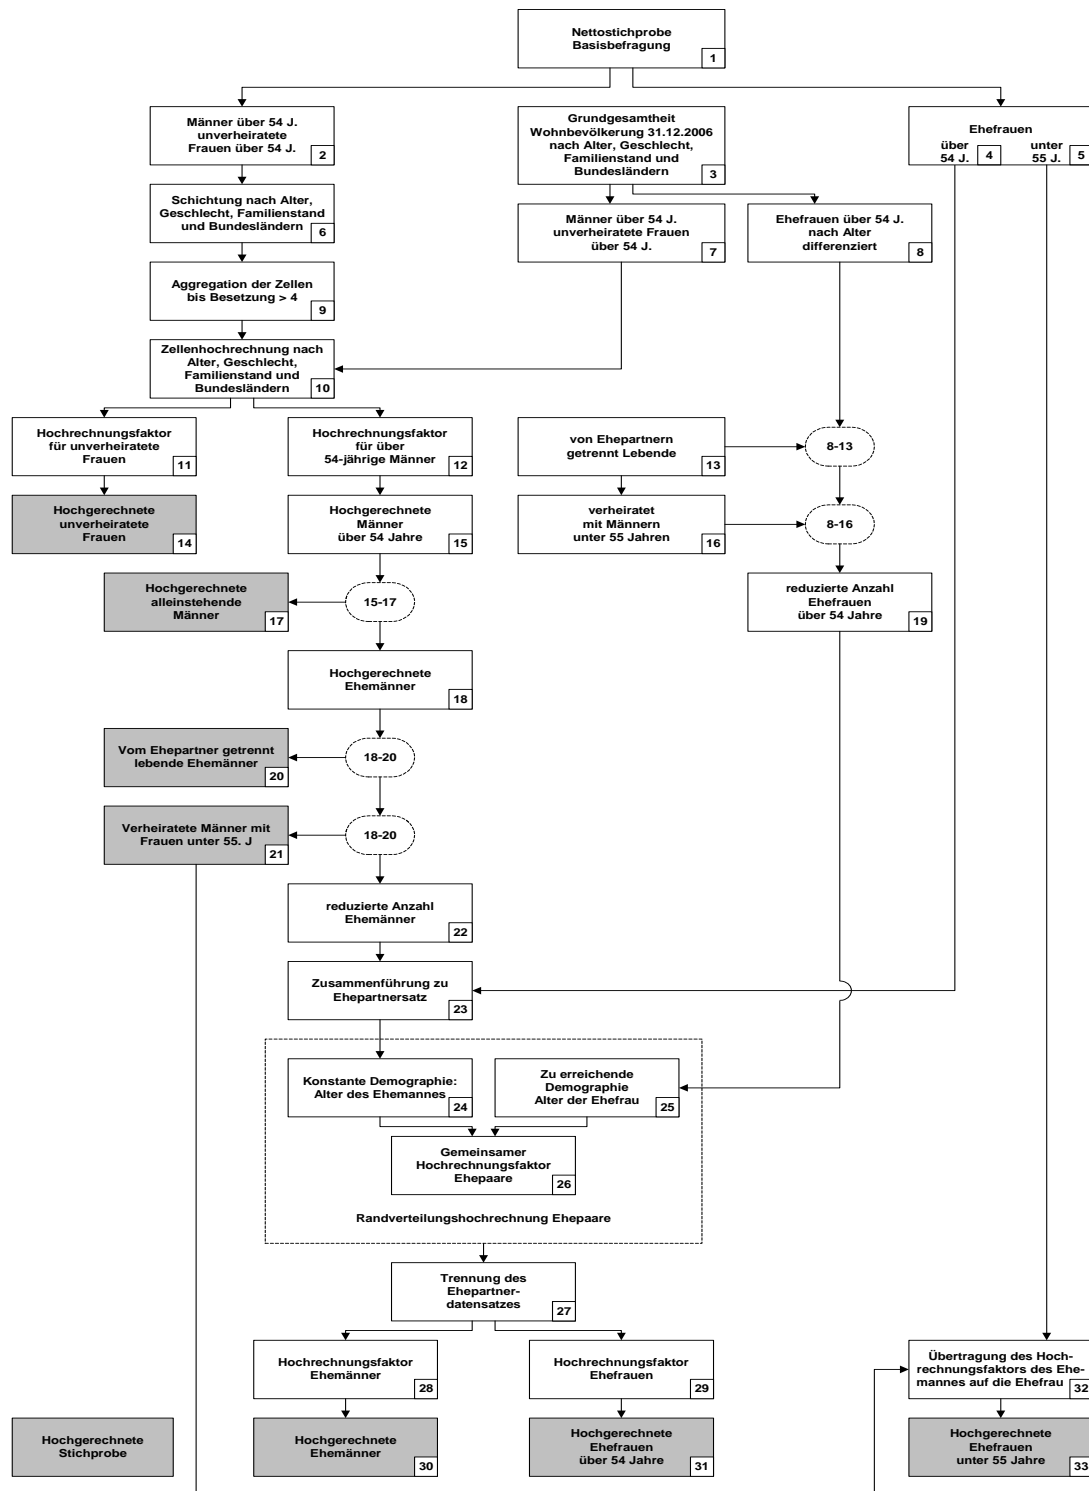 Nettostichprobe
Basisbefragung
1
Männer über 54 J.
unverheiratete
Frauen über 54 J.
2
Grundgesamtheit
Wohnbevölkerung 31.12.2006
nach Alter, Geschlecht,
Familienstand und
Bundesländern
3
Ehefrauen
über
54 J.
4
unter
55 J.
5
Schichtung nach Alter,
Geschlecht, Familienstand
und Bundesländern
6
Männer über 54 J.
unverheiratete Frauen
über 54 J.
7
Ehefrauen über 54 J.
nach Alter
differenziert
8
Aggregation der Zellen
bis Besetzung > 4
9
Zellenhochrechnung nach
Alter, Geschlecht,
Familienstand und
Bundesländern
10
Hochrechnungsfaktor
für unverheiratete
Frauen
11
Hochrechnungsfaktor
für über
54-jährige Männer
12
von Ehepartnern
getrennt Lebende
13
8-13
Hochgerechnete
unverheiratete
Frauen
14
Hochgerechnete
Männer
über 54 Jahre
15
verheiratet
mit Männern
unter 55 Jahren
16
8-16
Hochgerechnete
alleinstehende
Männer
17
15-17
reduzierte Anzahl
Ehefrauen
über 54 Jahre
19
Hochgerechnete
Ehemänner
18
Vom Ehepartner getrennt
lebende Ehemänner
20
18-20
Verheiratete Männer mit
Frauen unter 55. J
21
18-20
reduzierte Anzahl
Ehemänner
22
Zusammenführung zu
Ehepartnersatz
23
Konstante Demographie:
Alter des Ehemannes
24
Zu erreichende
Demographie
Alter der Ehefrau
25
Gemeinsamer
Hochrechnungsfaktor
Ehepaare
26
Randverteilungshochrechnung Ehepaare
Trennung des
Ehepartner-
datensatzes
27
Hochrechnungsfaktor
Ehemänner
28
Hochrechnungsfaktor
Ehefrauen
29
Übertragung des Hoch-
rechnungsfaktors des Ehe-
mannes auf die Ehefrau
32
Hochgerechnete
Stichprobe
Hochgerechnete
Ehemänner
30
Hochgerechnete
Ehefrauen
über 54 Jahre
31
Hochgerechnete
Ehefrauen
unter 55 Jahre
33